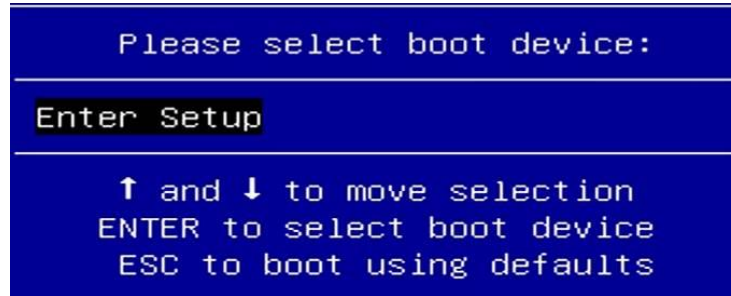 Please select boot device:
Enter Setup
↑ and ↓ to move selection
ENTER to select boot device
ESC to boot using defaults